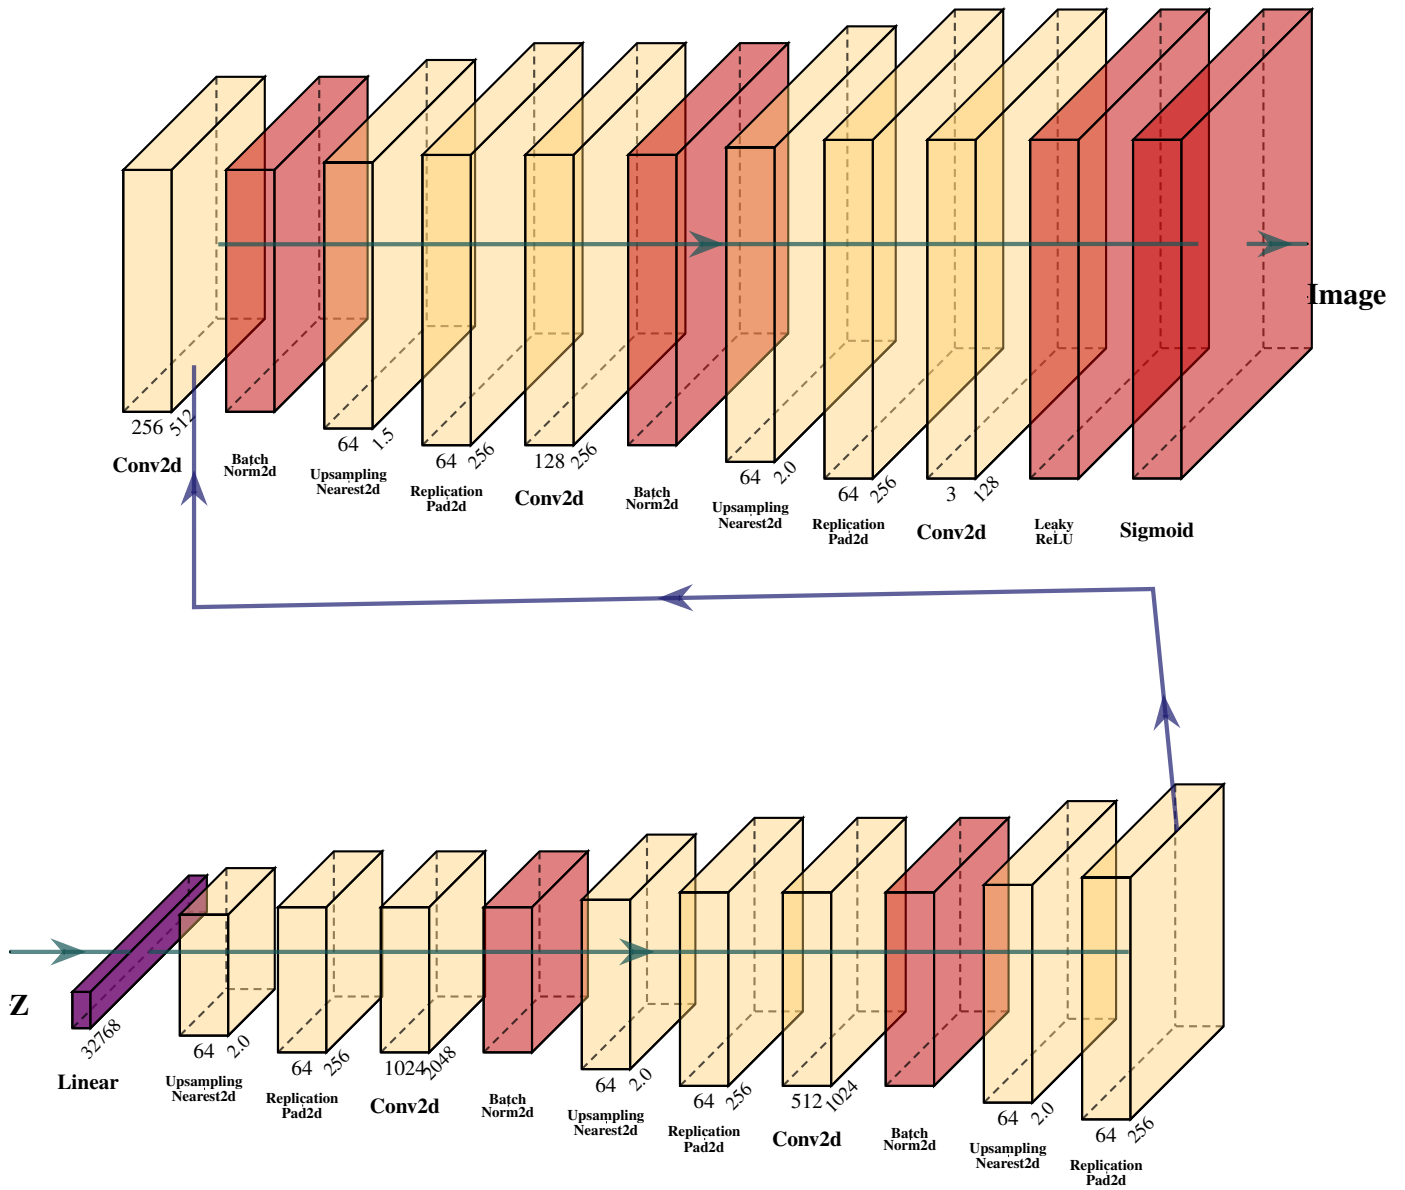 256 512
Conv2d
Batch
Norm2d
64 1.5
Upsampling
Nearest2d
64 256
Replication
Pad2d
128 256
Conv2d
Batch
Norm2d
64 2.0
Upsampling
Nearest2d
64 256
Replication
Pad2d
3 128
Conv2d
Leaky
ReLU
Sigmoid
Image
Z
32768
Linear
64 2.0
Upsampling
Nearest2d
64 256
Replication
Pad2d
1024 2048
Conv2d
Batch
Norm2d
64 2.0
Upsampling
Nearest2d
64 256
Replication
Pad2d
512 1024
Conv2d
Batch
Norm2d
64 2.0
Upsampling
Nearest2d
64 256
Replication
Pad2d